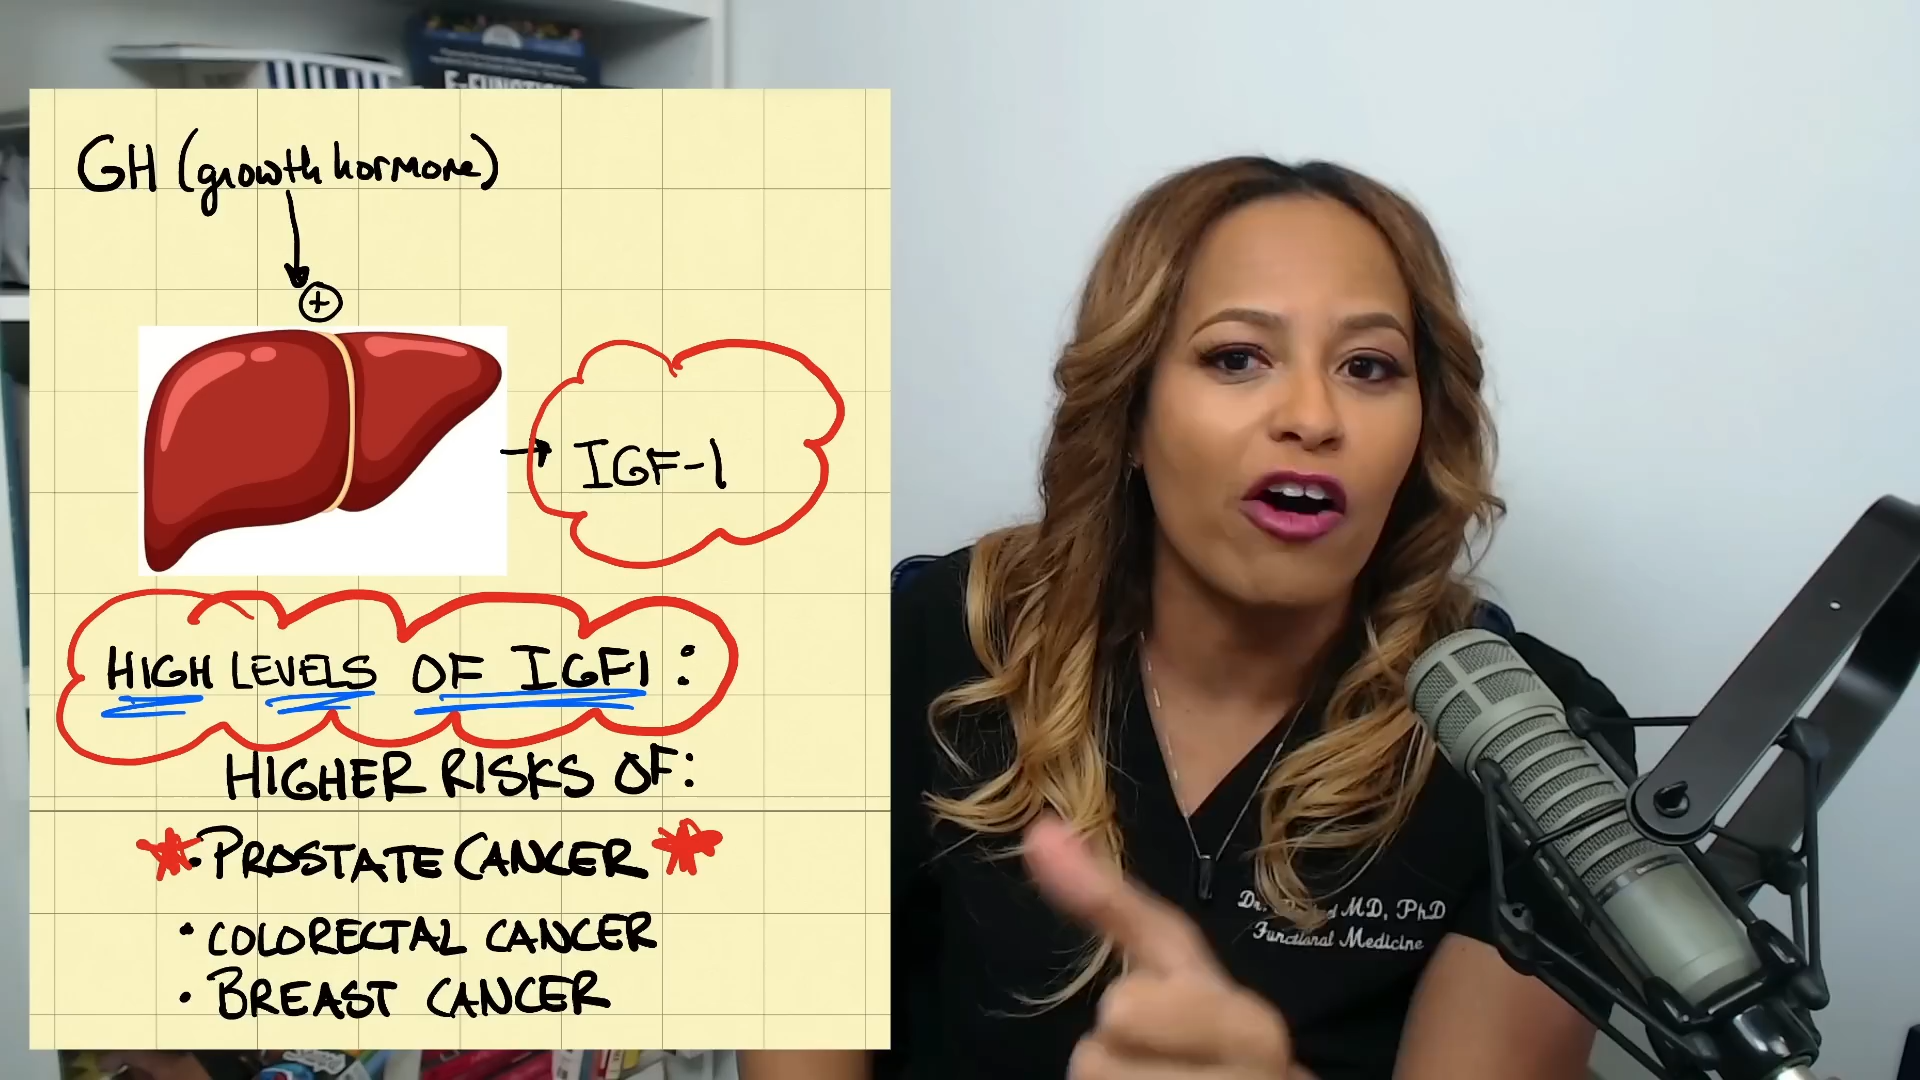 GH (growth hormone)
+
IGF-1
HIGH LEVELS OF IGF1:
HIGHER RISKS OF:
• PROSTATE CANCER
• COLORECTAL CANCER
• BREAST CANCER
Dr. MD, PhD
Functional Medicine